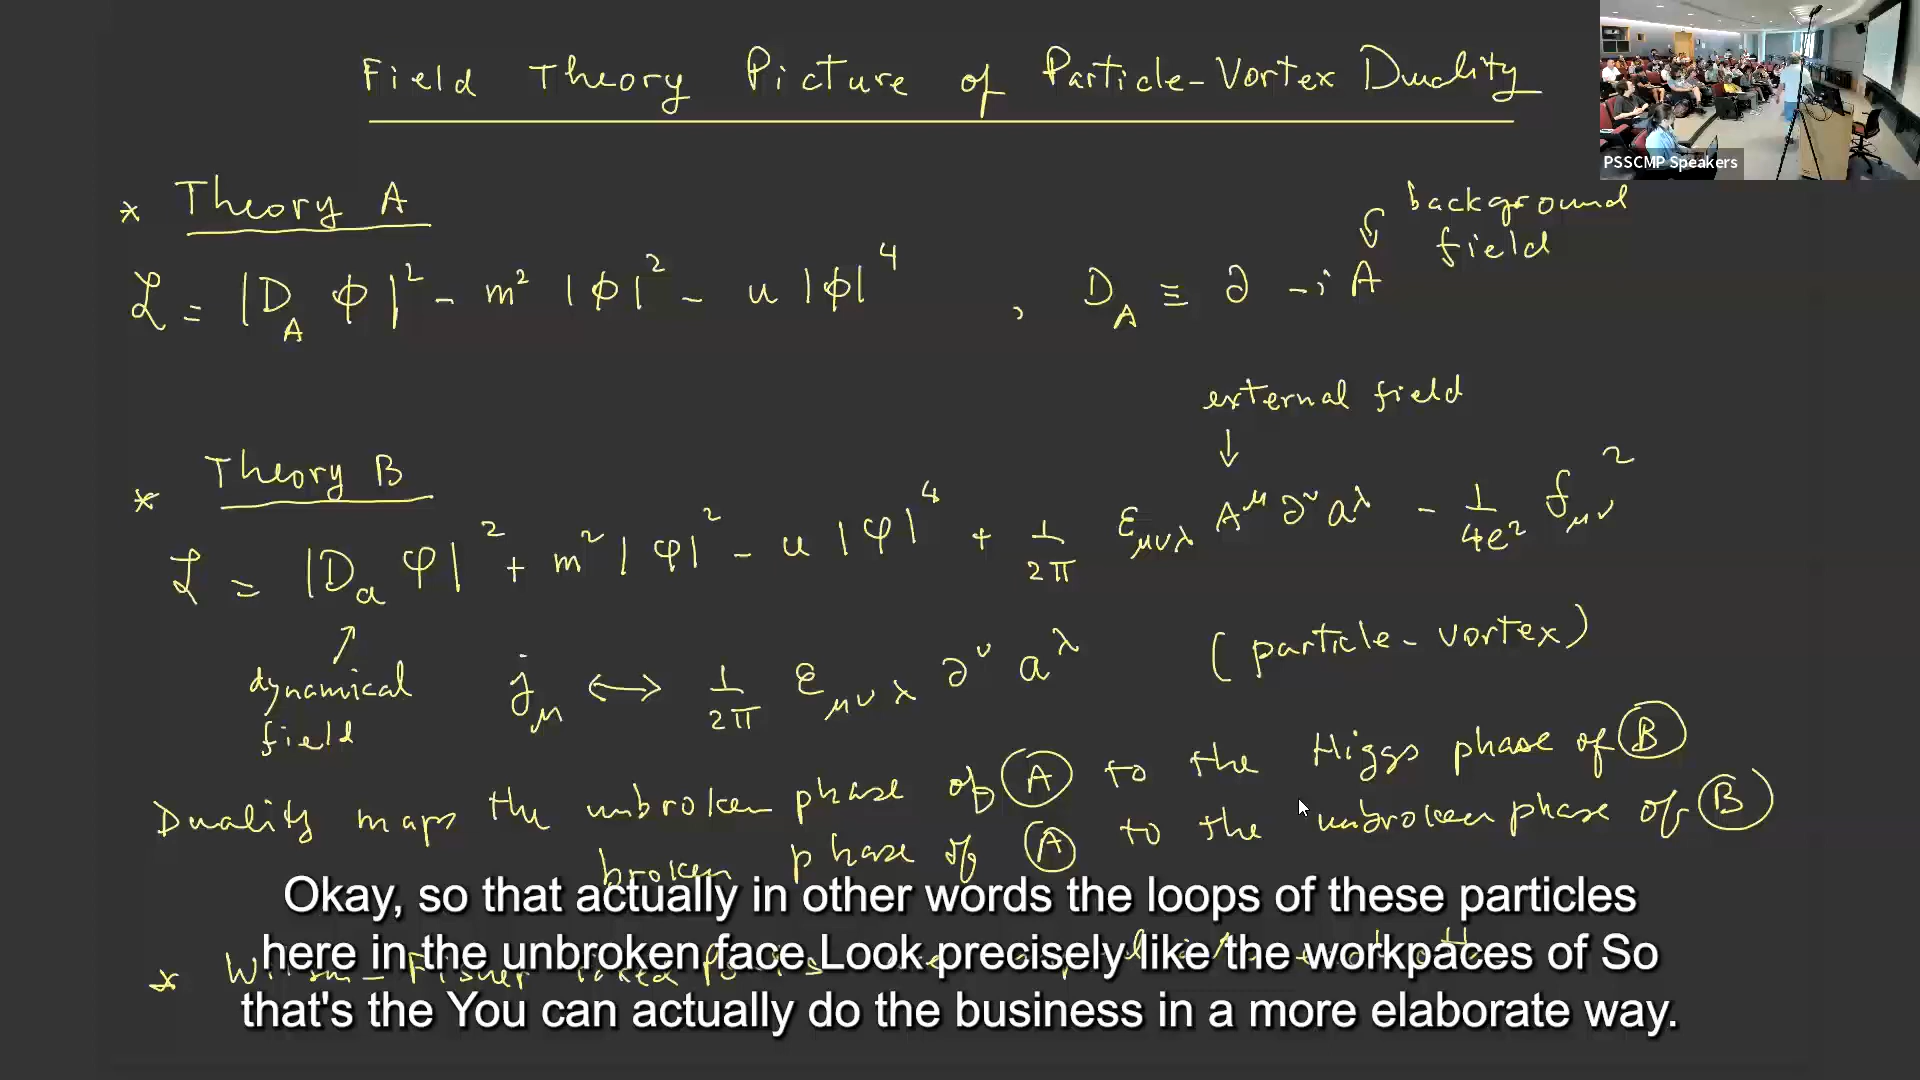 Field Theory Picture of Particle-Vortex Duality
PSSCMP Speakers
* Theory A
background
field
ℒ = |D_A ϕ|² - m² |ϕ|² - u |ϕ|⁴ , D_A ≡ ∂ - i A
external field
↓
* Theory B
ℒ = |D_a φ|² + m² |φ|² - u |φ|⁴ + 1/2π ε_μνλ A^μ ∂^ν a^λ - 1/4e² f_μν²
dynamical
field
j_μ ↔ 1/2π ε_μνλ ∂^ν a^λ (particle-vortex)
Duality maps the unbroken phase of Ⓐ to the Higgs phase of Ⓑ
broken phase of Ⓐ to the unbroken phase of Ⓑ
* Wilson-Fisher fixed points
Okay, so that actually in other words the loops of these particles
here in the unbroken face.Look precisely like the workpaces of So
that's the You can actually do the business in a more elaborate way.